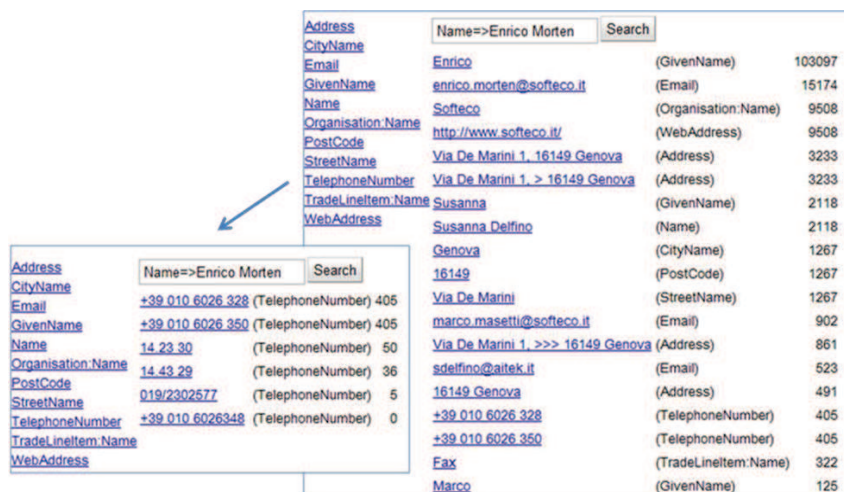 Address
CityName
Email
GivenName
Name
Organisation:Name
PostCode
StreetName
TelephoneNumber
TradeLineItem:Name
WebAddress
Name=>Enrico Morten Search
Enrico (GivenName) 103097
enrico.morten@softeco.it (Email) 15174
Softeco (Organisation:Name) 9508
http://www.softeco.it/ (WebAddress) 9508
Via De Marini 1, 16149 Genova (Address) 3233
Via De Marini 1, > 16149 Genova (Address) 3233
Susanna (GivenName) 2118
Susanna Delfino (Name) 2118
Genova (CityName) 1267
16149 (PostCode) 1267
Via De Marini (StreetName) 1267
marco.masetti@softeco.it (Email) 902
Via De Marini 1, >>> 16149 Genova (Address) 861
sdelfino@aitek.it (Email) 523
16149 Genova (Address) 491
+39 010 6026 328 (TelephoneNumber) 405
+39 010 6026 350 (TelephoneNumber) 405
Fax (TradeLineItem:Name) 322
Marco (GivenName) 125
Address
CityName
Email
GivenName
Name
Organisation:Name
PostCode
StreetName
TelephoneNumber
TradeLineItem:Name
WebAddress
Name=>Enrico Morten Search
+39 010 6026 328 (TelephoneNumber) 405
+39 010 6026 350 (TelephoneNumber) 405
14 23 30 (TelephoneNumber) 50
14.43 29 (TelephoneNumber) 36
019/2302577 (TelephoneNumber) 5
+39 010 6026348 (TelephoneNumber) 0